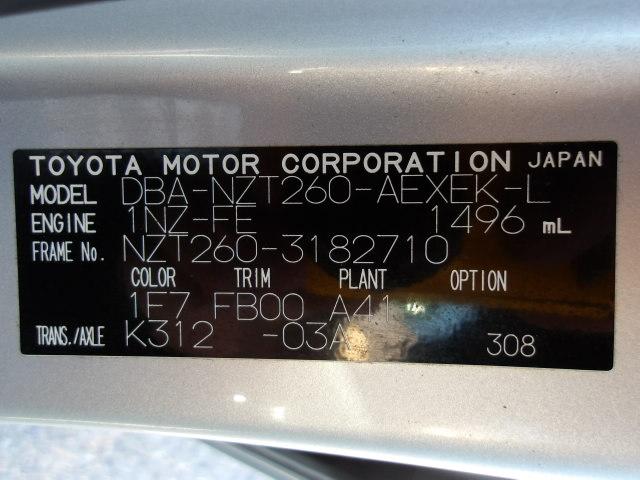 TOYOTA MOTOR CORPORATION JAPAN
MODEL DBA-NZT260-AEXEK-L
ENGINE 1NZ-FE 1496 mL
FRAME No. NZT260-3182710
COLOR TRIM PLANT OPTION
1F7 FB00 A41
TRANS./AXLE K312 -03A 308